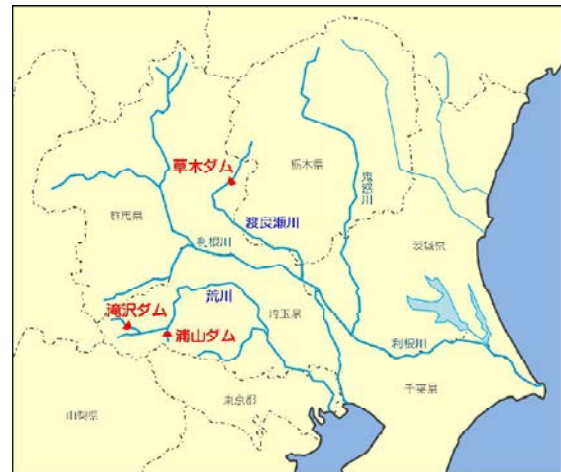 草木ダム
栃木県
鬼怒川
群馬県
渡良瀬川
利根川
茨城県
荒川
滝沢ダム
埼玉県
浦山ダム
利根川
千葉県
東京都
山梨県